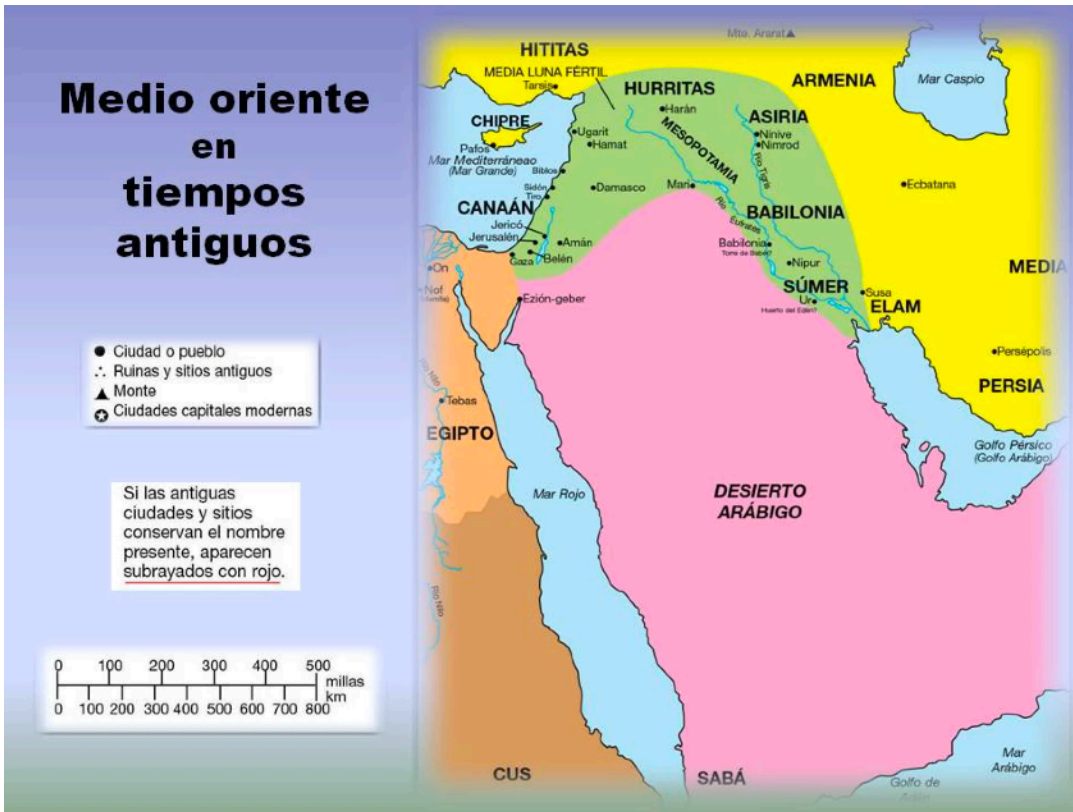 Medio oriente
en
tiempos
antiguos
Ciudad o pueblo
Ruinas y sitios antiguos
Monte
Ciudades capitales modernas
Si las antiguas
ciudades y sitios
conservan el nombre
presente, aparecen
subrayados con rojo.
0 100 200 300 400 500
millas
km
0 100 200 300 400 500 600 700 800
Mte. Ararat
HITITAS
MEDIA LUNA FÉRTIL
Tarsis
HURRITAS
ARMENIA
Mar Caspio
Harán
ASIRIA
CHIPRE
Pafos
Ugarit
Hamat
MESOPOTAMIA
Nínive
Nimrod
Río Tigris
Mar Mediterráneao
(Mar Grande)
Biblos
Sidón
Tiro
Damasco
Mari
Ecbatana
CANAÁN
Río
Eufrates
BABILONIA
Jericó
Jerusalén
Amán
Babilonia
Torre de Babel?
Gaza
Belén
On
Nipur
MEDIA
Nof
SÚMER
Susa
Ezión-geber
Ur
Huerto del Edén?
ELAM
Persépolis
Río Nilo
PERSIA
Tebas
EGIPTO
Golfo Pérsico
(Golfo Arábigo)
Mar Rojo
DESIERTO
ARÁBIGO
Río Nilo
Mar
Arábigo
CUS
SABÁ
Golfo de